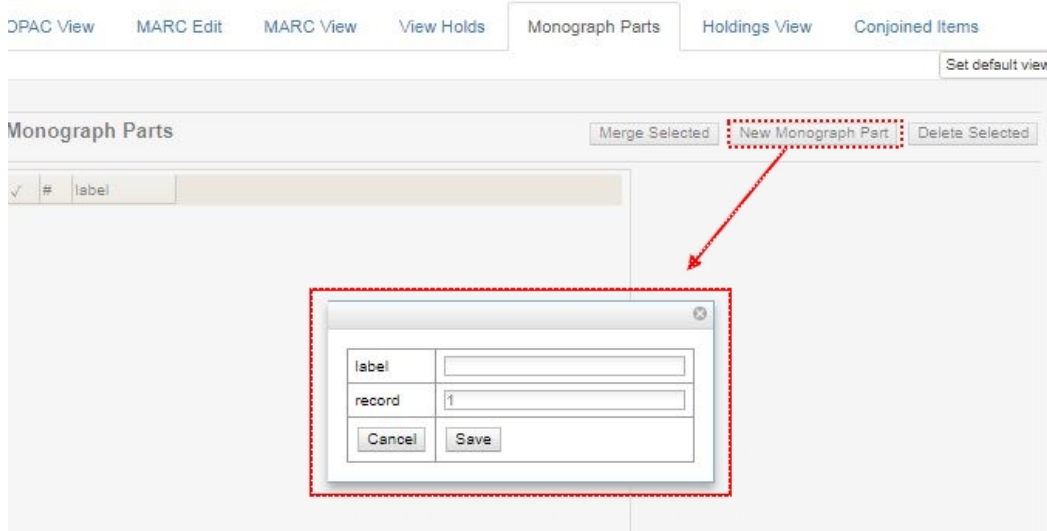 OPAC View MARC Edit MARC View View Holds Monograph Parts Holdings View Conjoined Items
Set default view
Monograph Parts Merge Selected New Monograph Part Delete Selected
✓ # label
label
record 1
Cancel Save